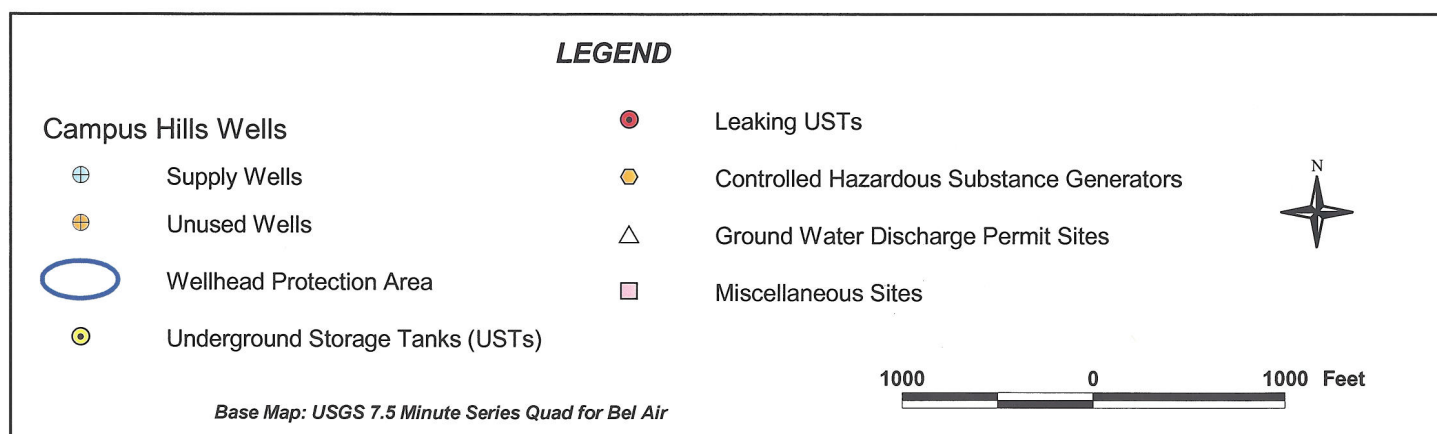 LEGEND
Campus Hills Wells
Supply Wells
Unused Wells
Wellhead Protection Area
Underground Storage Tanks (USTs)
Leaking USTs
Controlled Hazardous Substance Generators
Ground Water Discharge Permit Sites
Miscellaneous Sites
N
1000 0 1000 Feet
Base Map: USGS 7.5 Minute Series Quad for Bel Air